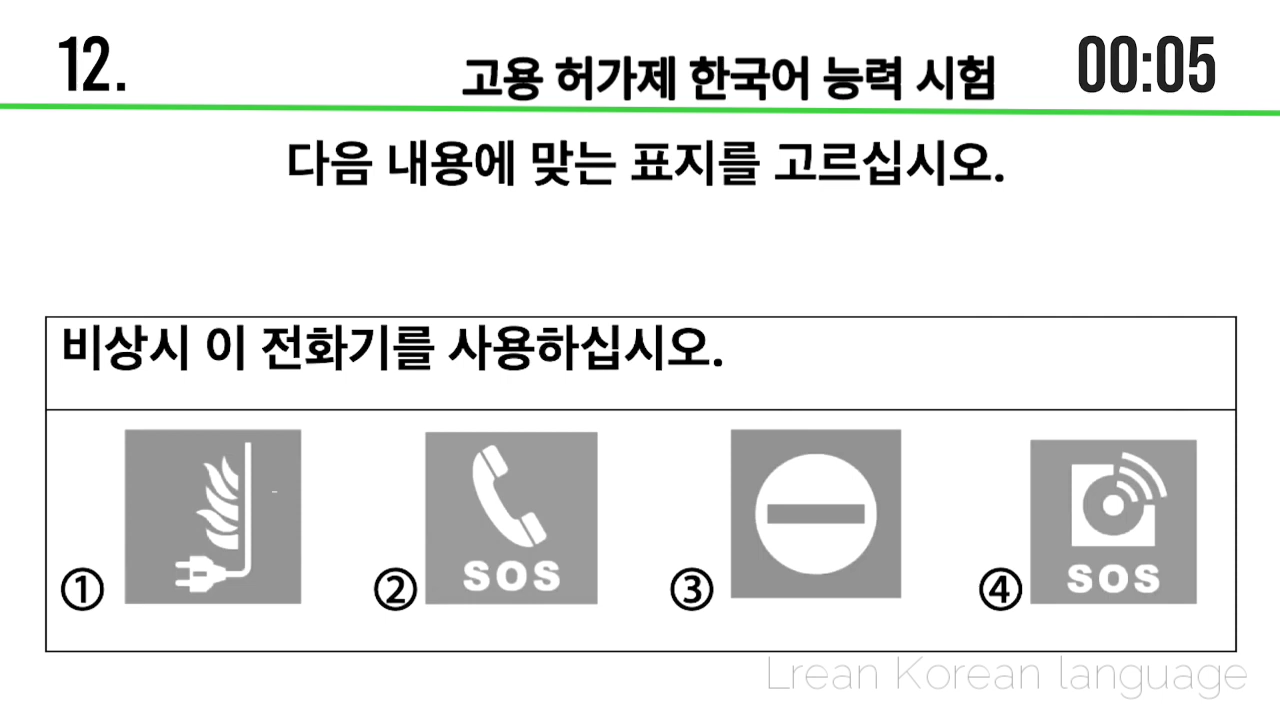 12.
고용 허가제 한국어 능력 시험
00:05
다음 내용에 맞는 표지를 고르십시오.
비상시 이 전화기를 사용하십시오.
①
② SOS
③
④ SOS
Lrean Korean language